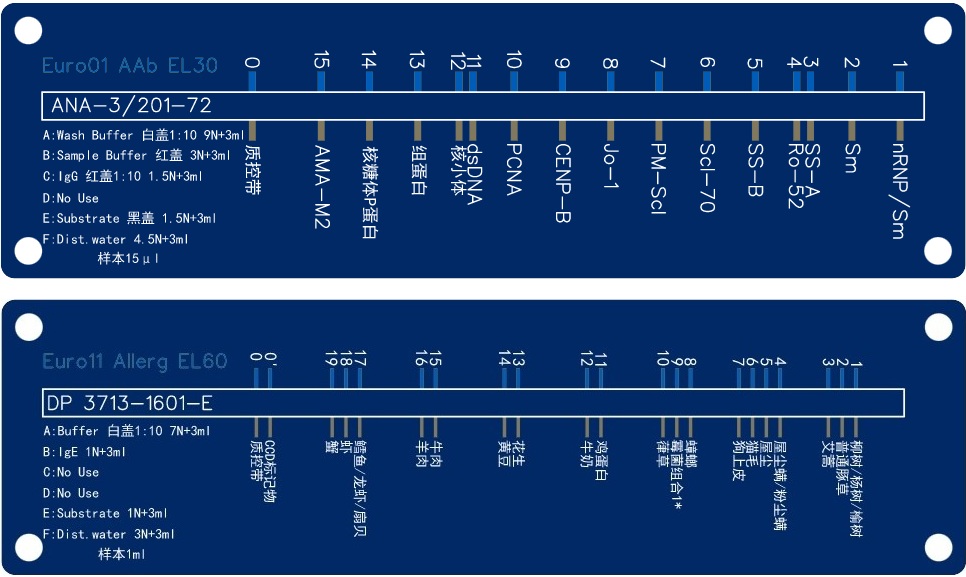 Euro01 AAb EL30
0
15
14
13
12
11
10
9
8
7
6
5
4
3
2
1
ANA-3/201-72
A:Wash Buffer 白盖1:10 9N+3ml
B:Sample Buffer 红盖 3N+3ml
C:IgG 红盖1:10 1.5N+3ml
D:No Use
E:Substrate 黑盖 1.5N+3ml
F:Dist.water 4.5N+3ml
样本15μl
质控带
AMA-M2
核糖体P蛋白
组蛋白
核小体
dsDNA
PCNA
CENP-B
Jo-1
PM-Scl
Scl-70
SS-B
Ro-52
SS-A
Sm
nRNP/Sm
Euro11 Allerg EL60
0
0'
19
18
17
16
15
14
13
12
11
10
9
8
7
6
5
4
3
2
1
DP 3713-1601-E
A:Buffer 白盖1:10 7N+3ml
B:IgE 1N+3ml
C:No Use
D:No Use
E:Substrate 1N+3ml
F:Dist.water 3N+3ml
样本1ml
质控带
CCD标记物
蟹
虾
鳕鱼/龙虾/扇贝
羊肉
牛肉
黄豆
花生
牛奶
鸡蛋白
葎草
霉菌组合1*
蟑螂
狗上皮
猫毛
屋尘
屋尘螨/粉尘螨
艾蒿
普通豚草
柳树/杨树/榆树